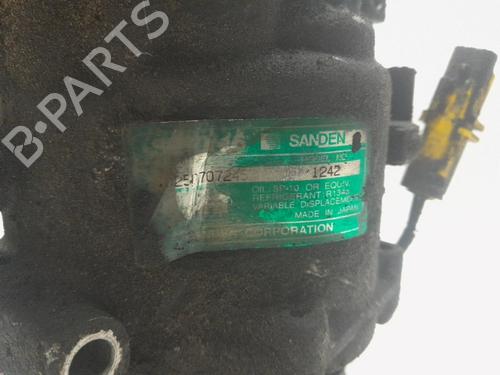 B-PARTS
SANDEN
MODEL NO.
1242
OIL: SP-10 OR EQUIV.
REFRIGERANT: R134a
VARIABLE DISPLACEMENT
MADE IN JAPAN
CORPORATION